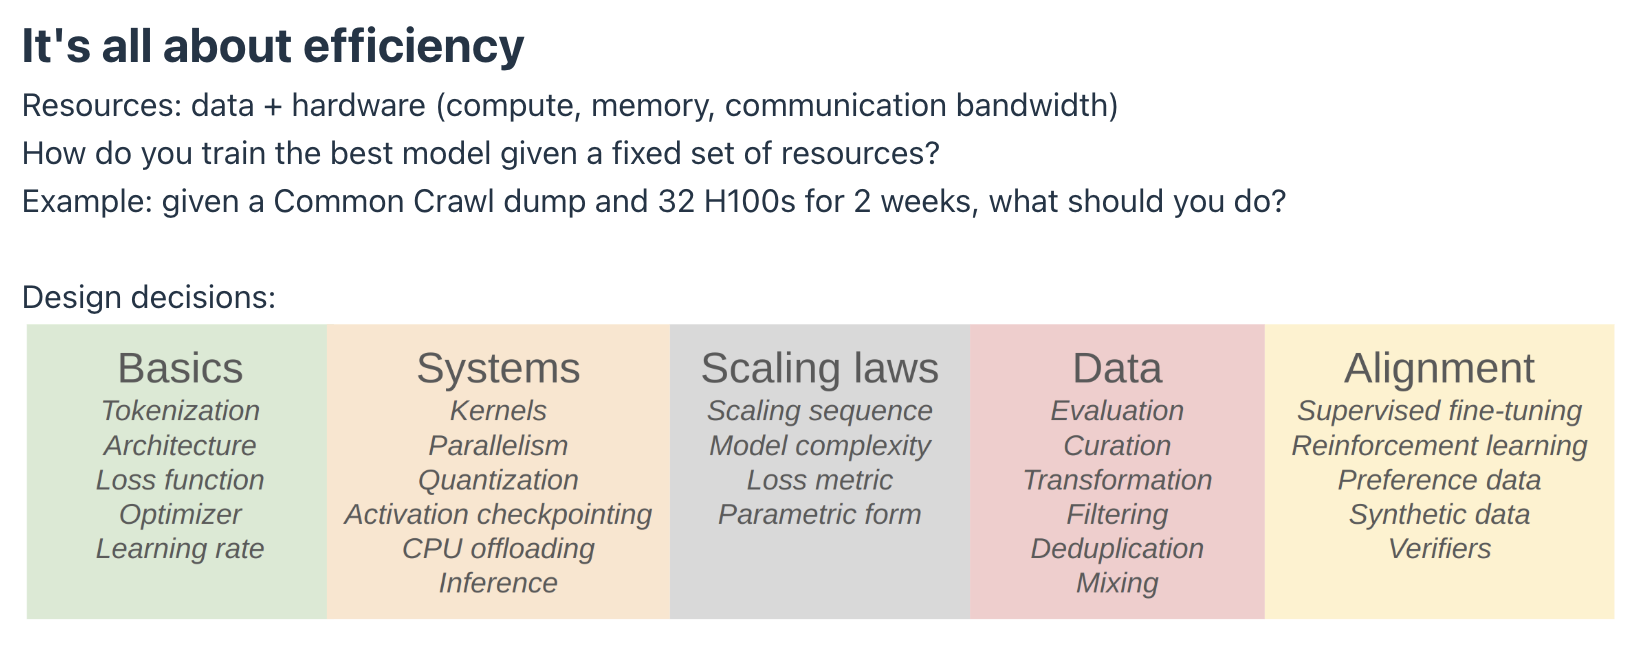 It's all about efficiency
Resources: data + hardware (compute, memory, communication bandwidth)
How do you train the best model given a fixed set of resources?
Example: given a Common Crawl dump and 32 H100s for 2 weeks, what should you do?
Design decisions:
Basics
Tokenization
Architecture
Loss function
Optimizer
Learning rate
Systems
Kernels
Parallelism
Quantization
Activation checkpointing
CPU offloading
Inference
Scaling laws
Scaling sequence
Model complexity
Loss metric
Parametric form
Data
Evaluation
Curation
Transformation
Filtering
Deduplication
Mixing
Alignment
Supervised fine-tuning
Reinforcement learning
Preference data
Synthetic data
Verifiers